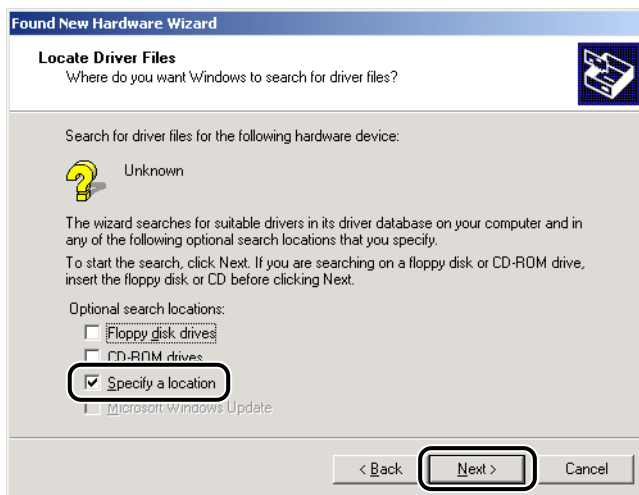 Found New Hardware Wizard
Locate Driver Files
Where do you want Windows to search for driver files?
Search for driver files for the following hardware device:
Unknown
The wizard searches for suitable drivers in its driver database on your computer and in
any of the following optional search locations that you specify.
To start the search, click Next. If you are searching on a floppy disk or CD-ROM drive,
insert the floppy disk or CD before clicking Next.
Optional search locations:
Floppy disk drives
CD-ROM drives
Specify a location
Microsoft Windows Update
< Back Next > Cancel